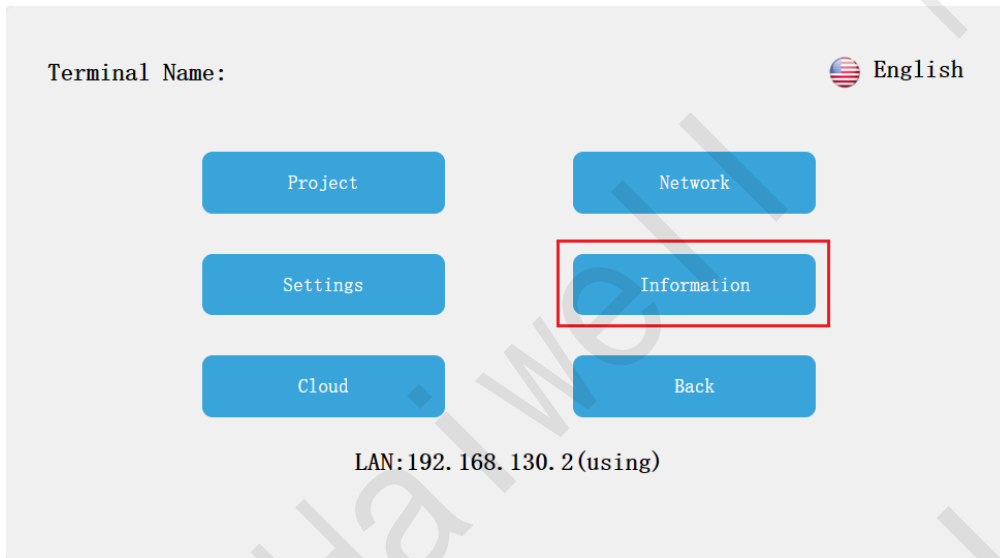 Terminal Name:
English
Project
Network
Settings
Information
Cloud
Back
LAN:192.168.130.2(using)
Haiwell